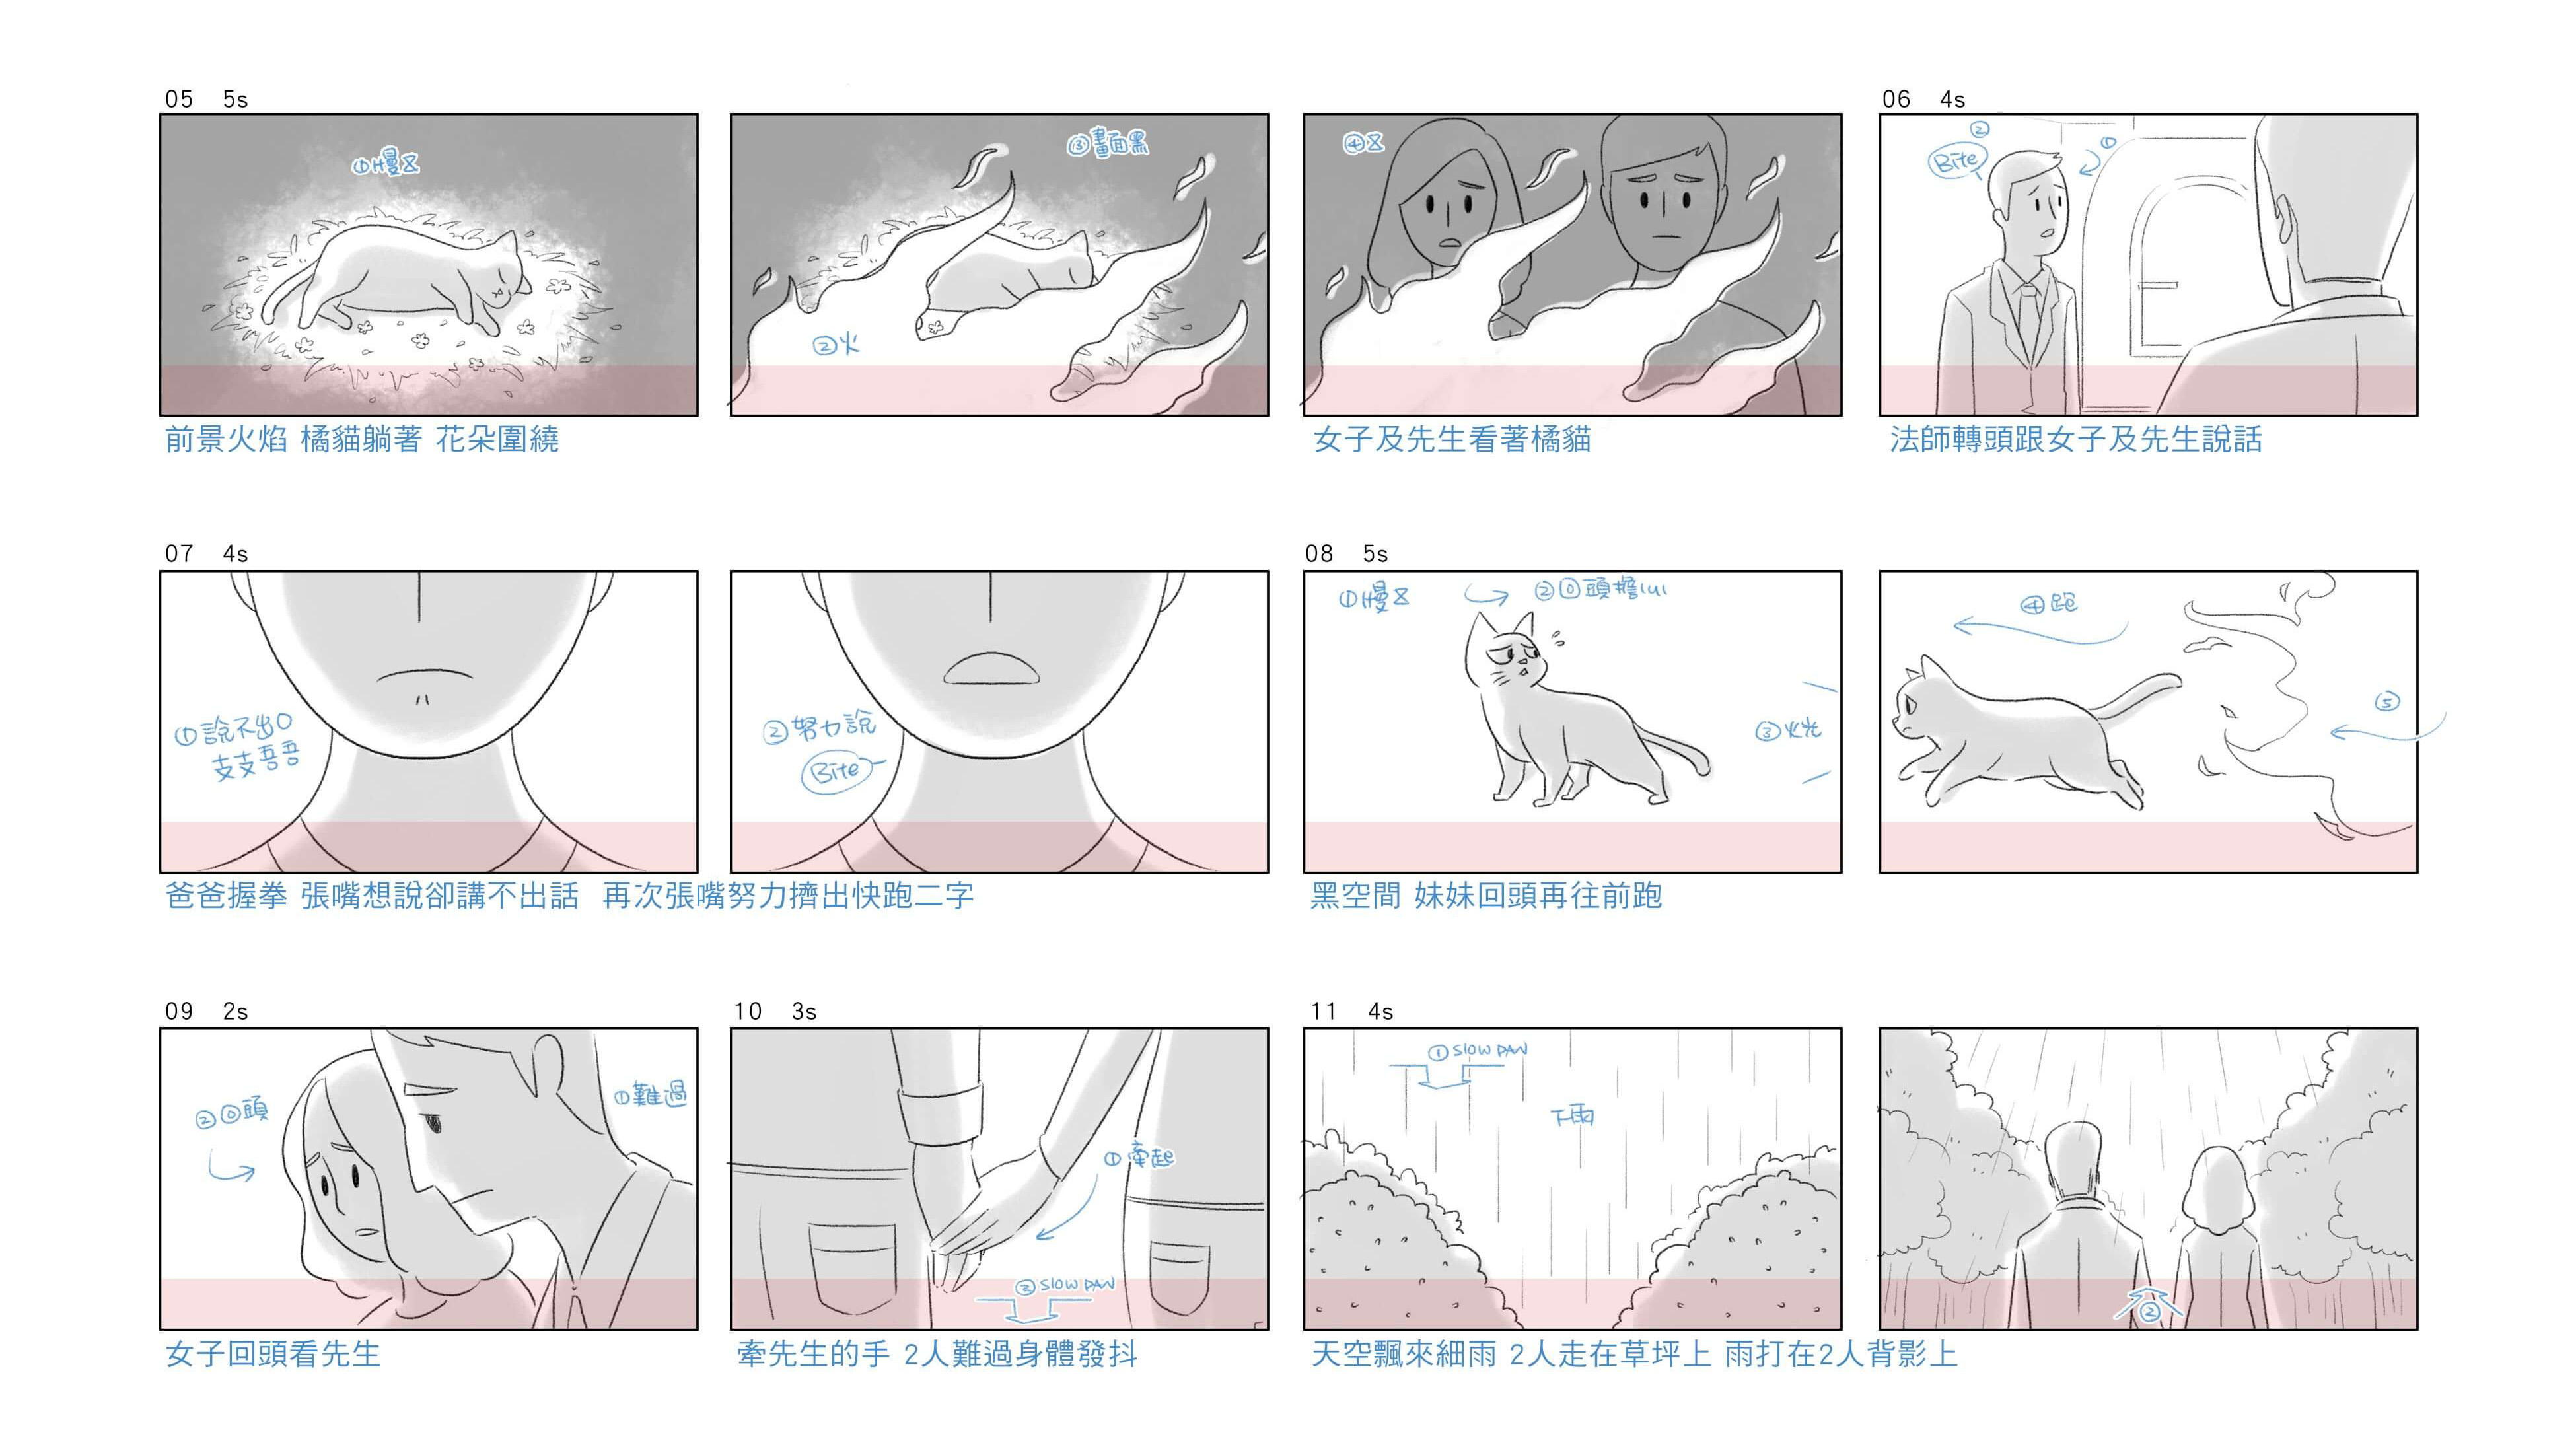 05 5s
①慢
②火
③畫面黑
④
前景火焰 橘貓躺著 花朵圍繞
女子及先生看著橘貓
06 4s
①
②
Bite
法師轉頭跟女子及先生說話
07 4s
①說不出口
支支吾吾
②努力說
Bite
爸爸握拳 張嘴想說卻講不出話 再次張嘴努力擠出快跑二字
08 5s
①慢
②回頭擔心
③火光
④跑
⑤
黑空間 妹妹回頭再往前跑
09 2s
①難過
②回頭
女子回頭看先生
10 3s
①牽起
②SLOW PAN
牽先生的手 2人難過身體發抖
11 4s
①SLOW PAN
下雨
②
天空飄來細雨 2人走在草坪上 雨打在2人背影上